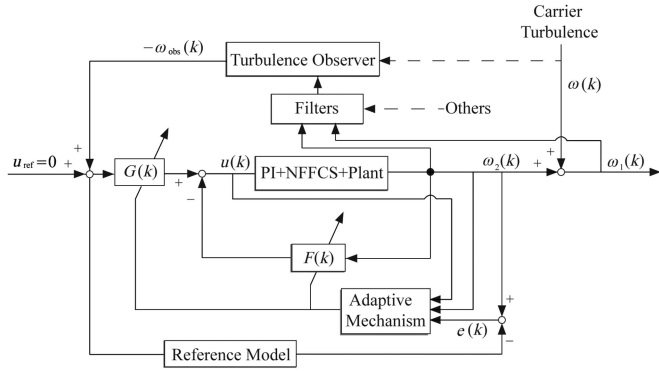 Carrier
Turbulence
−ω_obs(k)
Turbulence Observer
ω(k)
Filters
Others
+
+
u_ref=0
+
G(k)
+
−
u(k)
PI+NFFCS+Plant
ω_2(k)
+
ω_1(k)
F(k)
Adaptive
Mechanism
+
e(k)
−
Reference Model